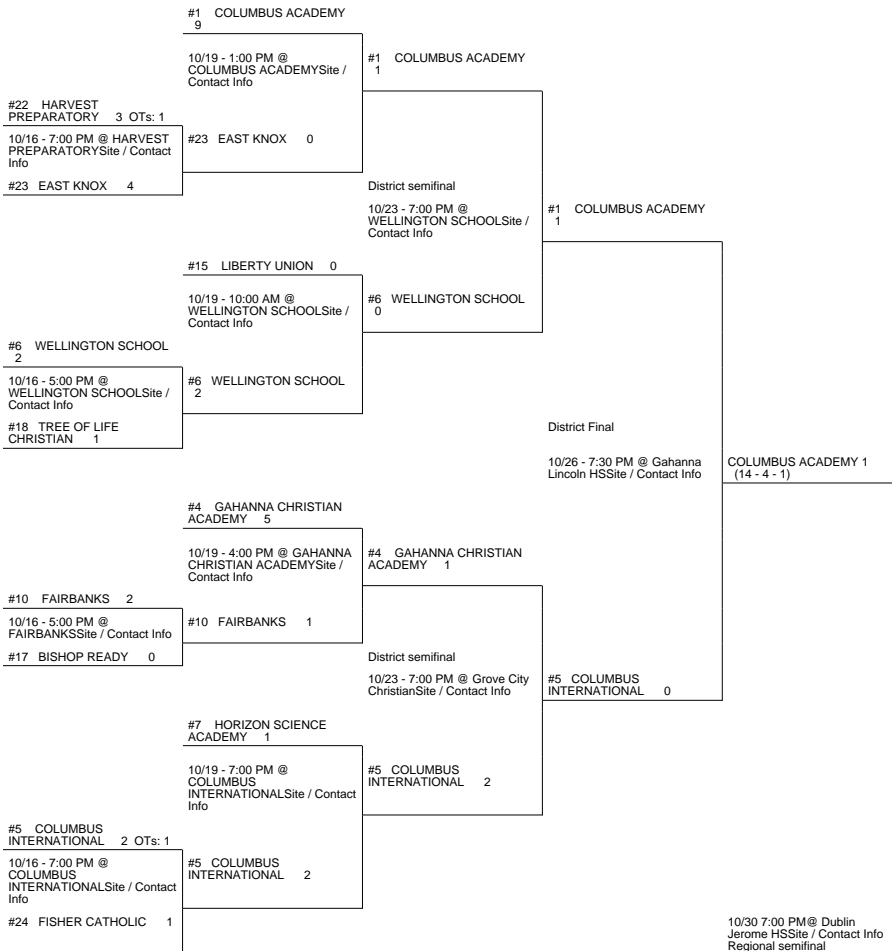 #1 COLUMBUS ACADEMY
9
10/19 - 1:00 PM @
COLUMBUS ACADEMYSite /
Contact Info
#1 COLUMBUS ACADEMY
1
#22 HARVEST
PREPARATORY 3 OTs: 1
10/16 - 7:00 PM @ HARVEST
PREPARATORYSite / Contact
Info
#23 EAST KNOX 0
#23 EAST KNOX 4
District semifinal
10/23 - 7:00 PM @
WELLINGTON SCHOOLSite /
Contact Info
#1 COLUMBUS ACADEMY
1
#15 LIBERTY UNION 0
10/19 - 10:00 AM @
WELLINGTON SCHOOLSite /
Contact Info
#6 WELLINGTON SCHOOL
0
#6 WELLINGTON SCHOOL
2
10/16 - 5:00 PM @
WELLINGTON SCHOOLSite /
Contact Info
#6 WELLINGTON SCHOOL
2
#18 TREE OF LIFE
CHRISTIAN 1
District Final
10/26 - 7:30 PM @ Gahanna
Lincoln HSSite / Contact Info
COLUMBUS ACADEMY 1
(14 - 4 - 1)
#4 GAHANNA CHRISTIAN
ACADEMY 5
10/19 - 4:00 PM @ GAHANNA
CHRISTIAN ACADEMYSite /
Contact Info
#4 GAHANNA CHRISTIAN
ACADEMY 1
#10 FAIRBANKS 2
10/16 - 5:00 PM @
FAIRBANKSSite / Contact Info
#10 FAIRBANKS 1
#17 BISHOP READY 0
District semifinal
10/23 - 7:00 PM @ Grove City
ChristianSite / Contact Info
#5 COLUMBUS
INTERNATIONAL 0
#7 HORIZON SCIENCE
ACADEMY 1
10/19 - 7:00 PM @
COLUMBUS
INTERNATIONALSite / Contact
Info
#5 COLUMBUS
INTERNATIONAL 2
#5 COLUMBUS
INTERNATIONAL 2 OTs: 1
10/16 - 7:00 PM @
COLUMBUS
INTERNATIONALSite / Contact
Info
#5 COLUMBUS
INTERNATIONAL 2
#24 FISHER CATHOLIC 1
10/30 7:00 PM@ Dublin
Jerome HSSite / Contact Info
Regional semifinal